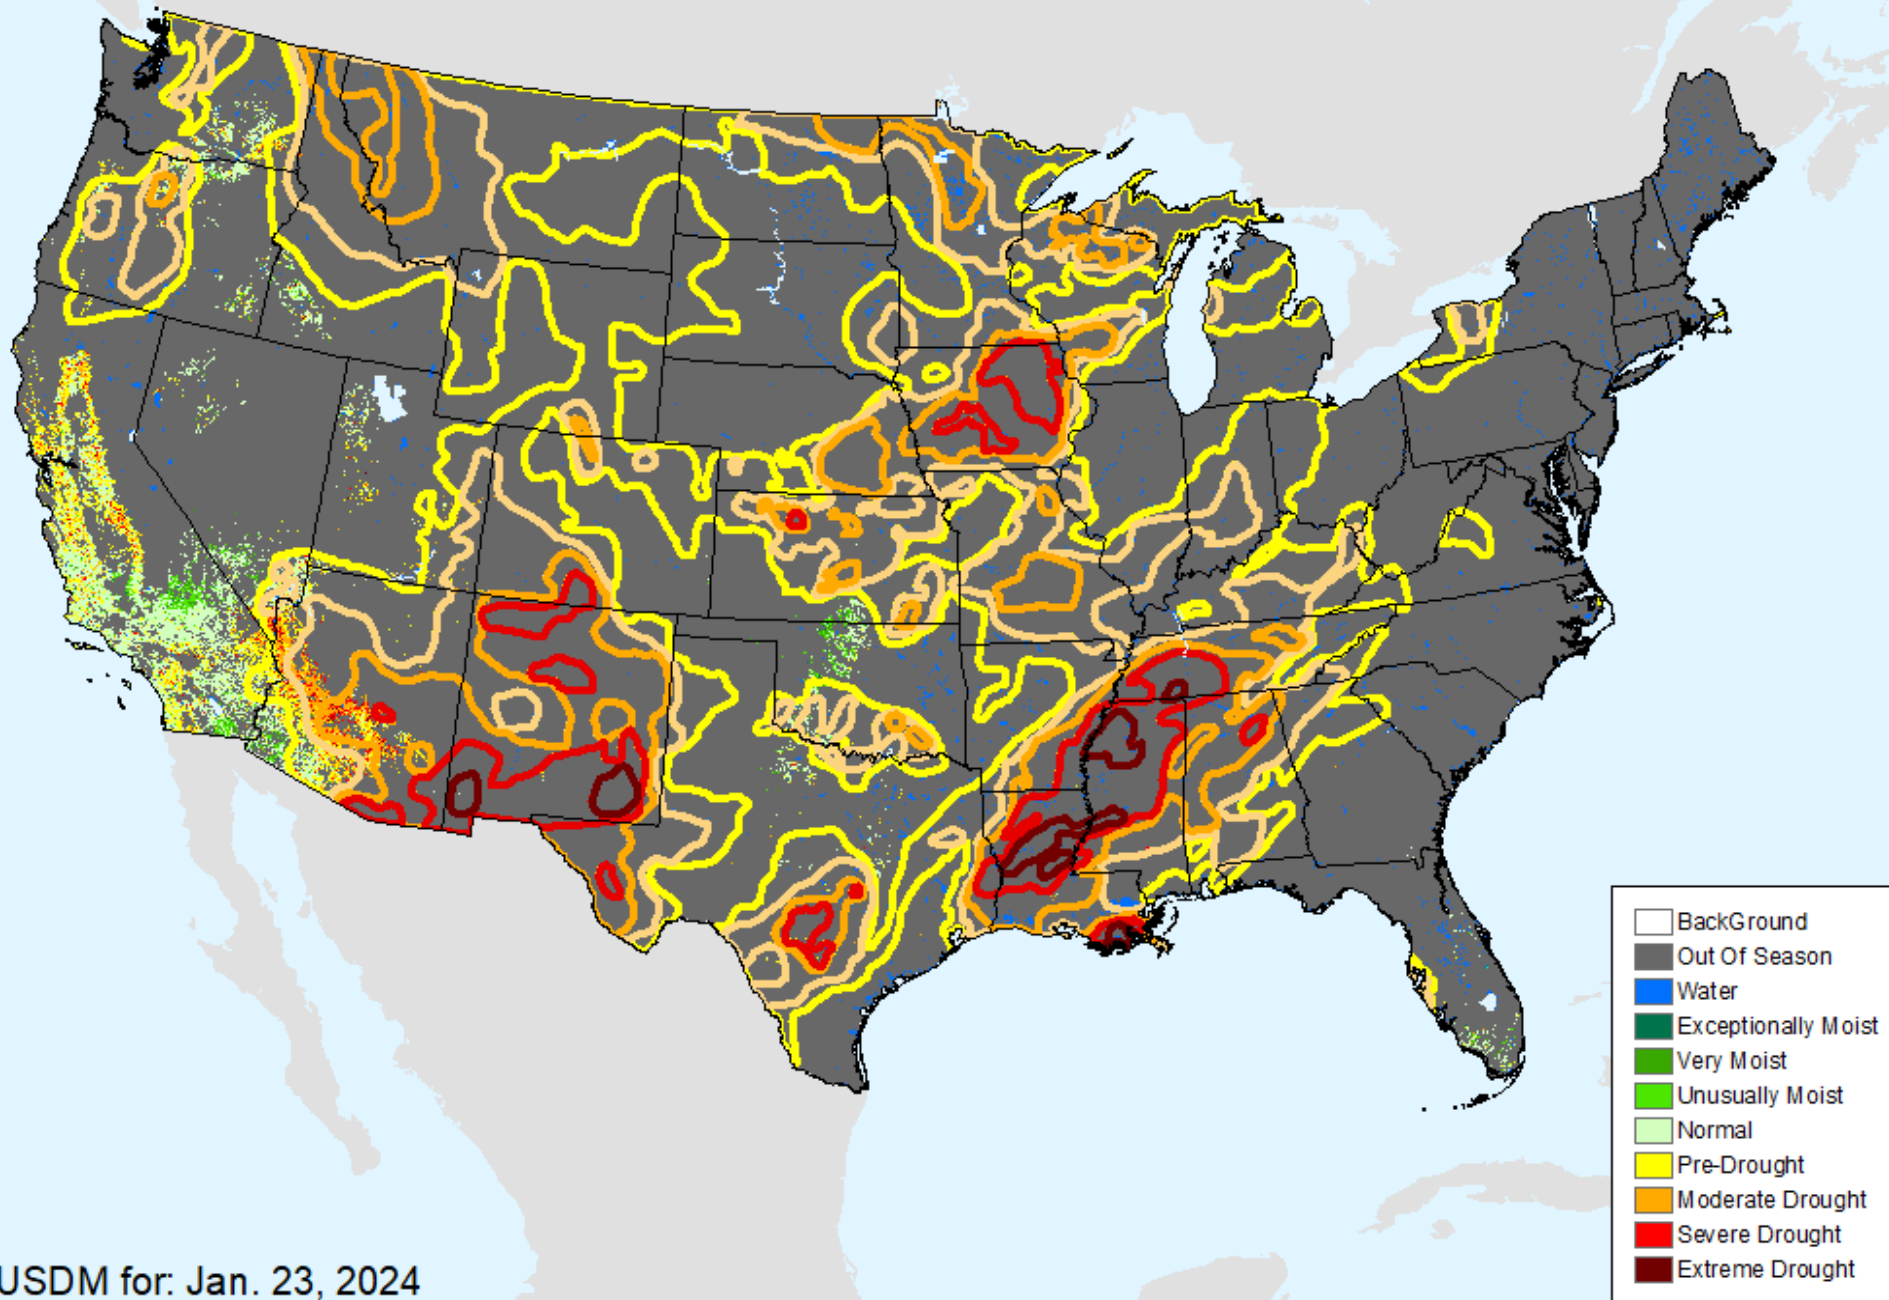 BackGround
Out Of Season
Water
Exceptionally Moist
Very Moist
Unusually Moist
Normal
Pre-Drought
Moderate Drought
Severe Drought
Extreme Drought
USDM for: Jan. 23, 2024